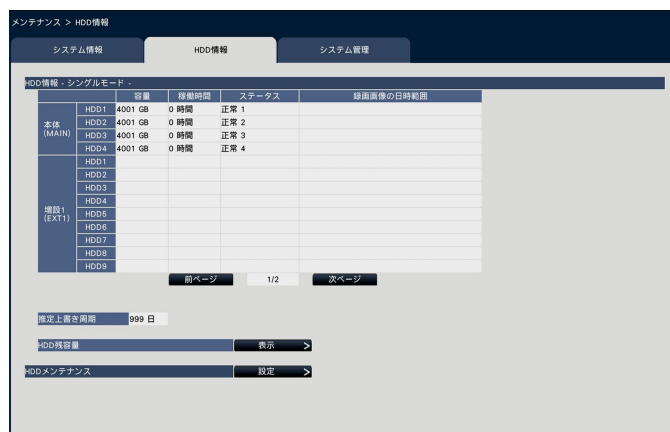 メンテナンス > HDD情報
システム情報 HDD情報 システム管理
HDD情報 - シングルモード -
容量 稼働時間 ステータス 録画画像の日時範囲
本体 (MAIN)
HDD1 4001 GB 0 時間 正常 1
HDD2 4001 GB 0 時間 正常 2
HDD3 4001 GB 0 時間 正常 3
HDD4 4001 GB 0 時間 正常 4
増設1 (EXT1)
HDD1
HDD2
HDD3
HDD4
HDD5
HDD6
HDD7
HDD8
HDD9
前ページ 1/2 次ページ
推定上書き周期 999 日
HDD残容量 表示 >
HDDメンテナンス 設定 >